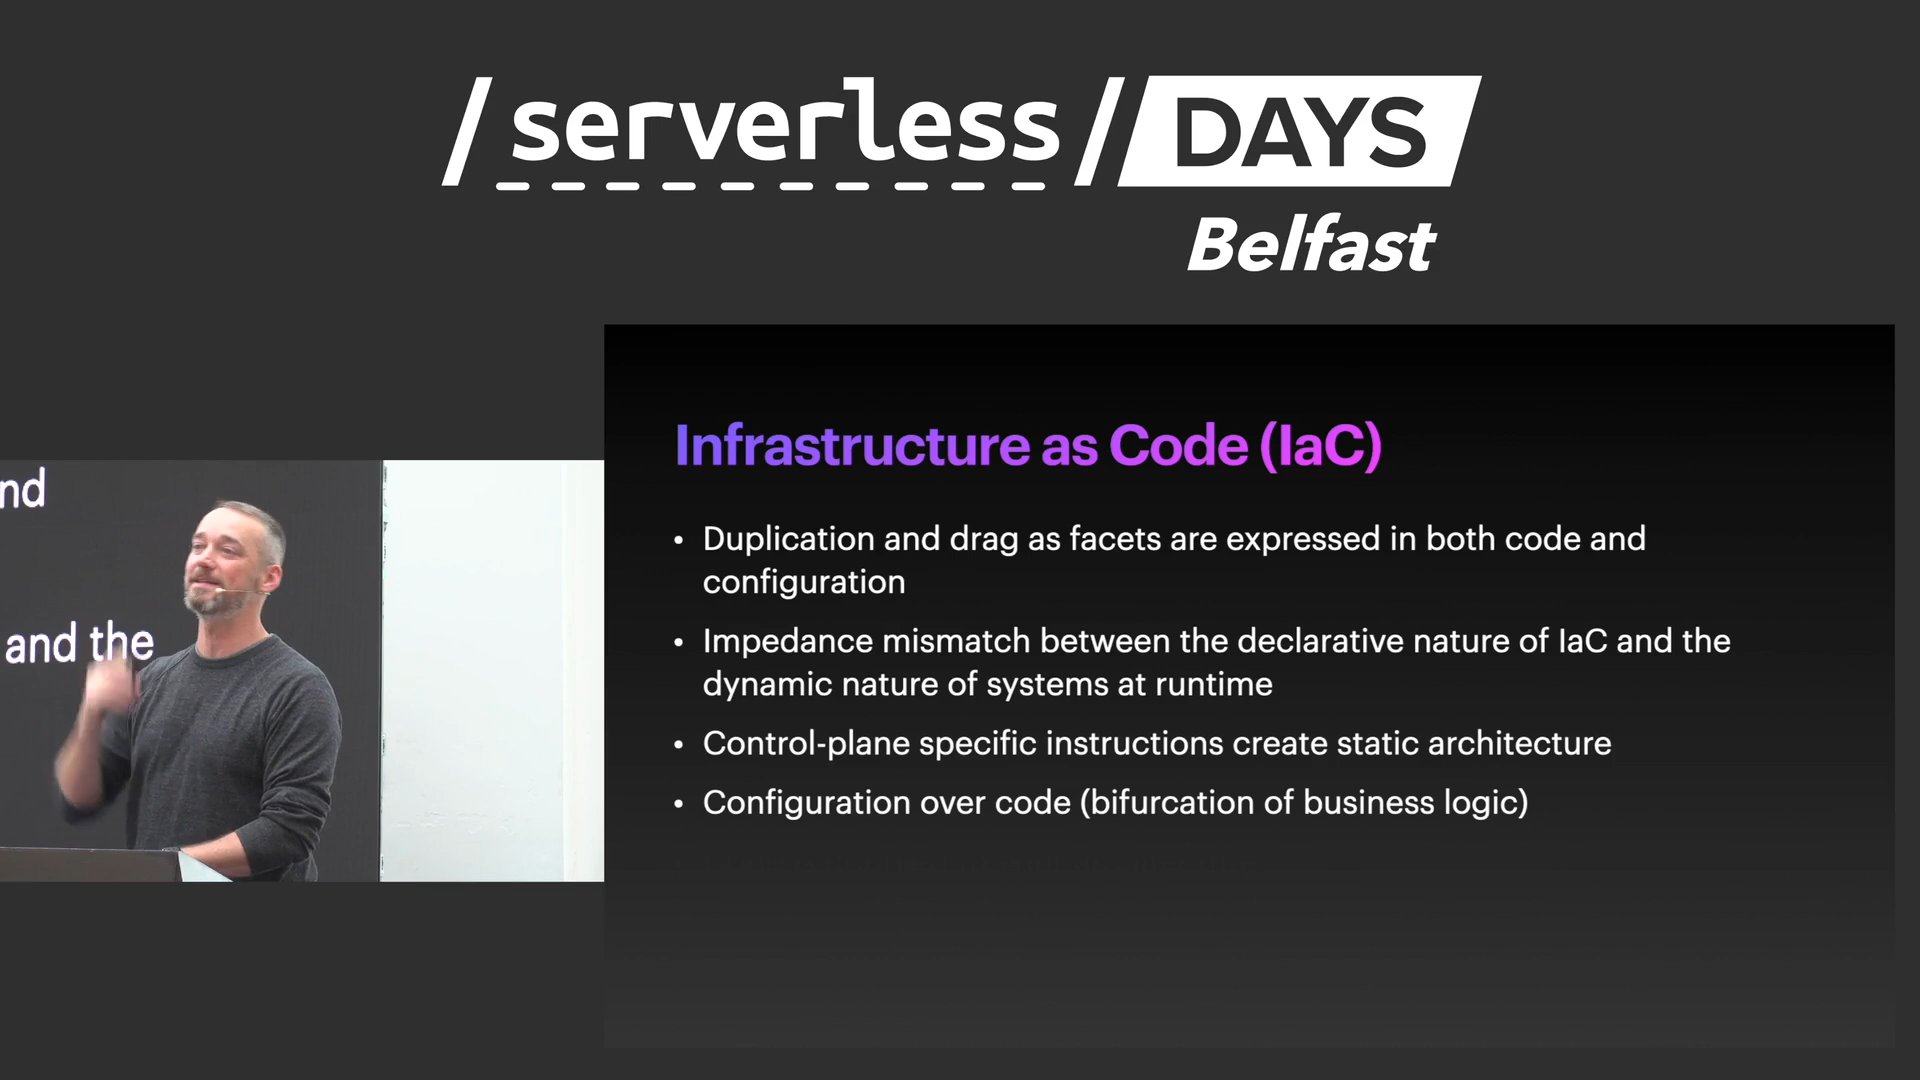 /serverless/DAYS
Belfast
Infrastructure as Code (IaC)
• Duplication and drag as facets are expressed in both code and
configuration
• Impedance mismatch between the declarative nature of IaC and the
dynamic nature of systems at runtime
• Control-plane specific instructions create static architecture
• Configuration over code (bifurcation of business logic)
nd
and the